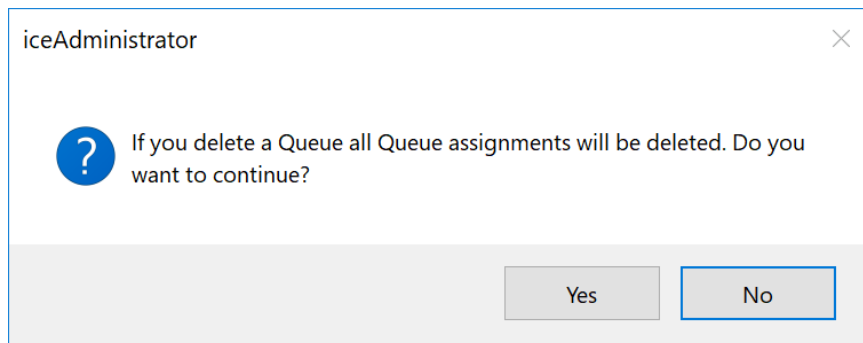 iceAdministrator
If you delete a Queue all Queue assignments will be deleted. Do you
want to continue?
Yes
No